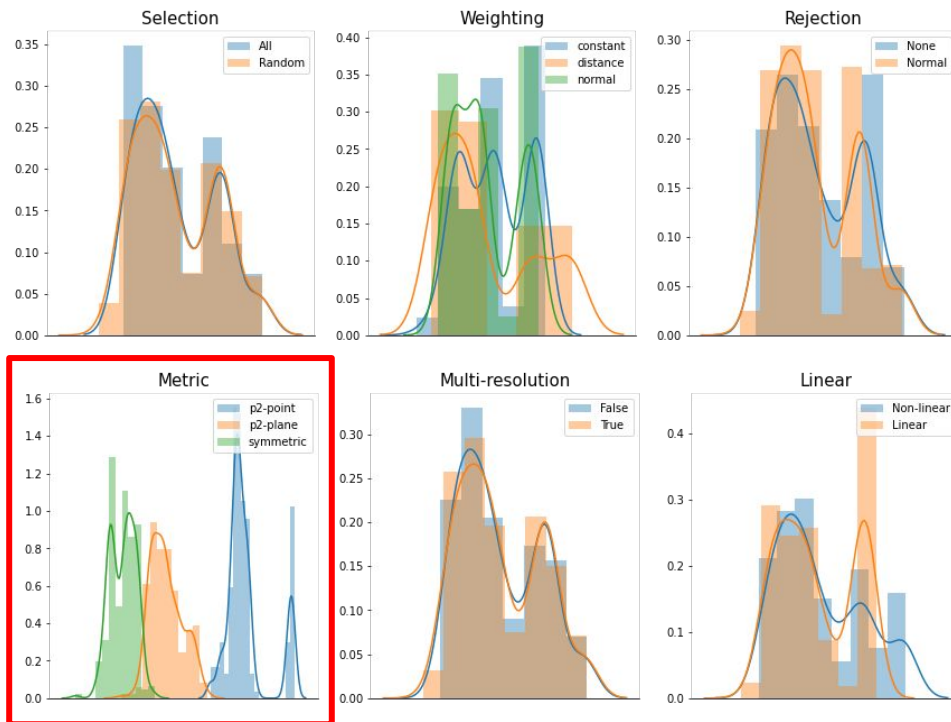 Selection
All
Random
0.35
0.30
0.25
0.20
0.15
0.10
0.05
0.00
Weighting
constant
distance
normal
0.40
0.35
0.30
0.25
0.20
0.15
0.10
0.05
0.00
Rejection
None
Normal
0.30
0.25
0.20
0.15
0.10
0.05
0.00
Metric
p2-point
p2-plane
symmetric
1.6
1.4
1.2
1.0
0.8
0.6
0.4
0.2
0.0
Multi-resolution
False
True
0.30
0.25
0.20
0.15
0.10
0.05
0.00
Linear
Non-linear
Linear
0.4
0.3
0.2
0.1
0.0